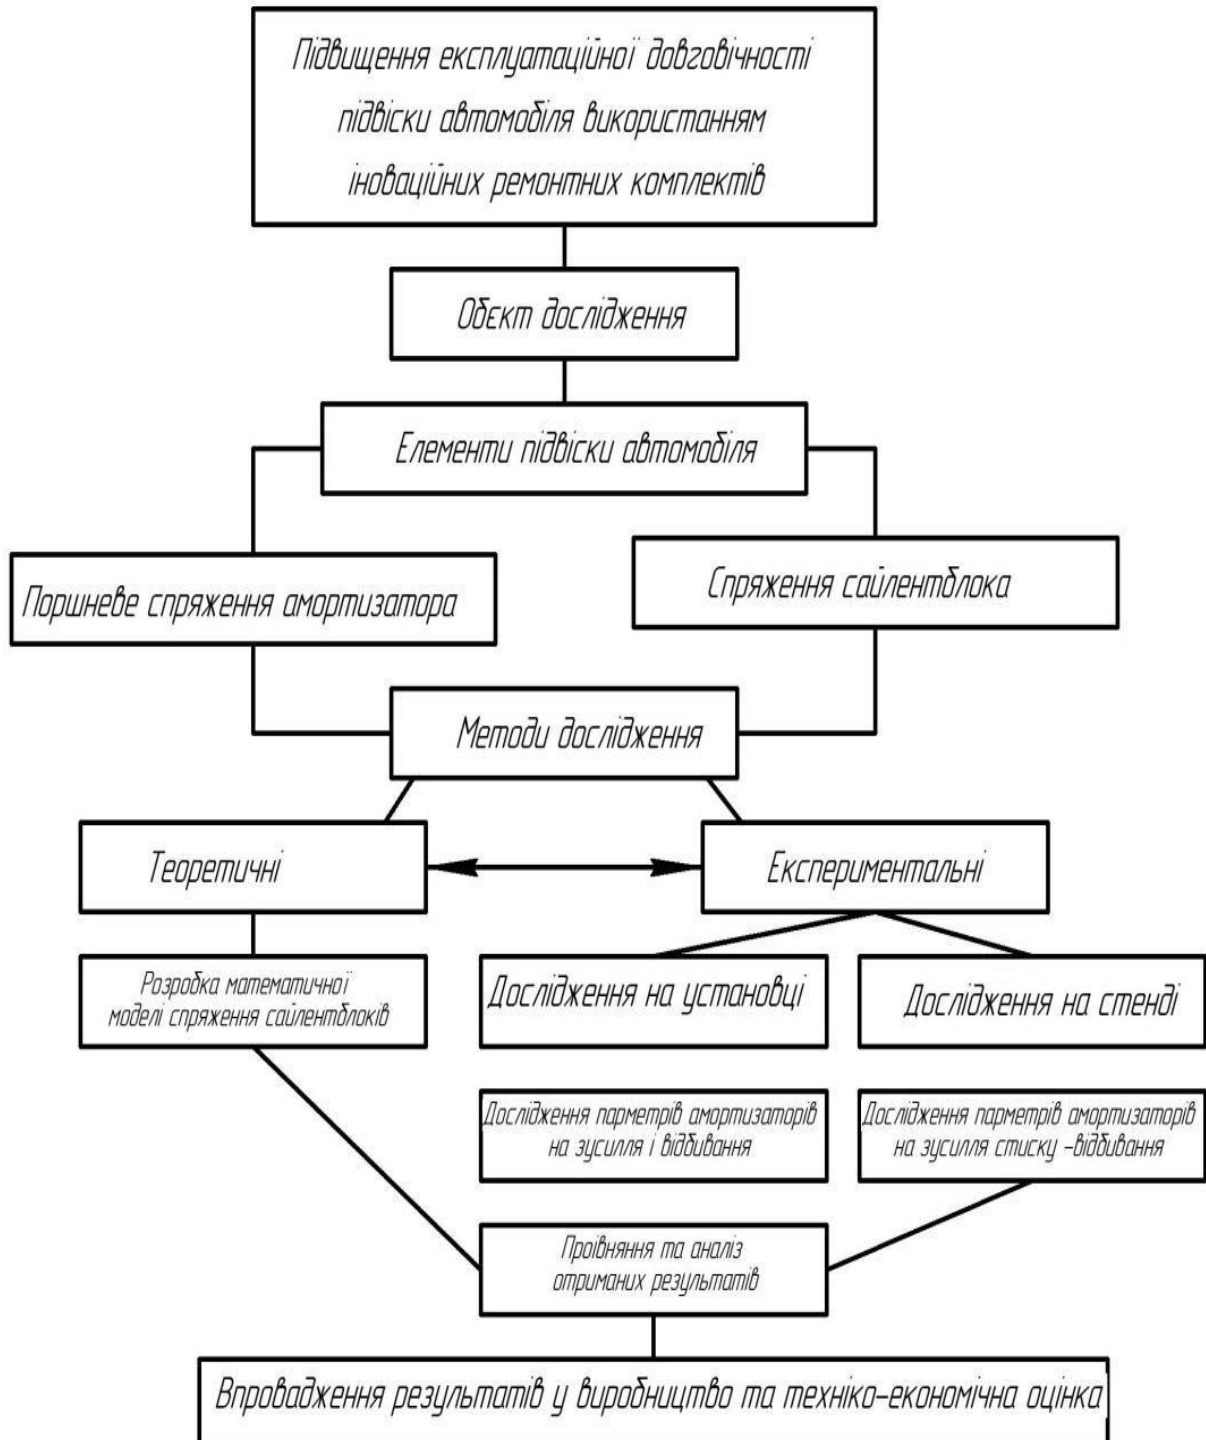 Підвищення експлуатаційної довговічності
підвіски автомобіля використанням
іноваційних ремонтних комплектів
Обєкт дослідження
Елементи підвіски автомобіля
Поршневе спряження амортизатора
Спряження сайлентблока
Методи дослідження
Теоретичні
Експериментальні
Розробка математичної
моделі спряження сайлентблоків
Дослідження на установці
Дослідження на стенді
Дослідження парметрів амортизаторів
на зусилля і відбивання
Дослідження парметрів амортизаторів
на зусилля стиску -відбивання
Проівняння та аналіз
отриманих результатів
Впровадження результатів у виробництво та техніко-економічна оцінка